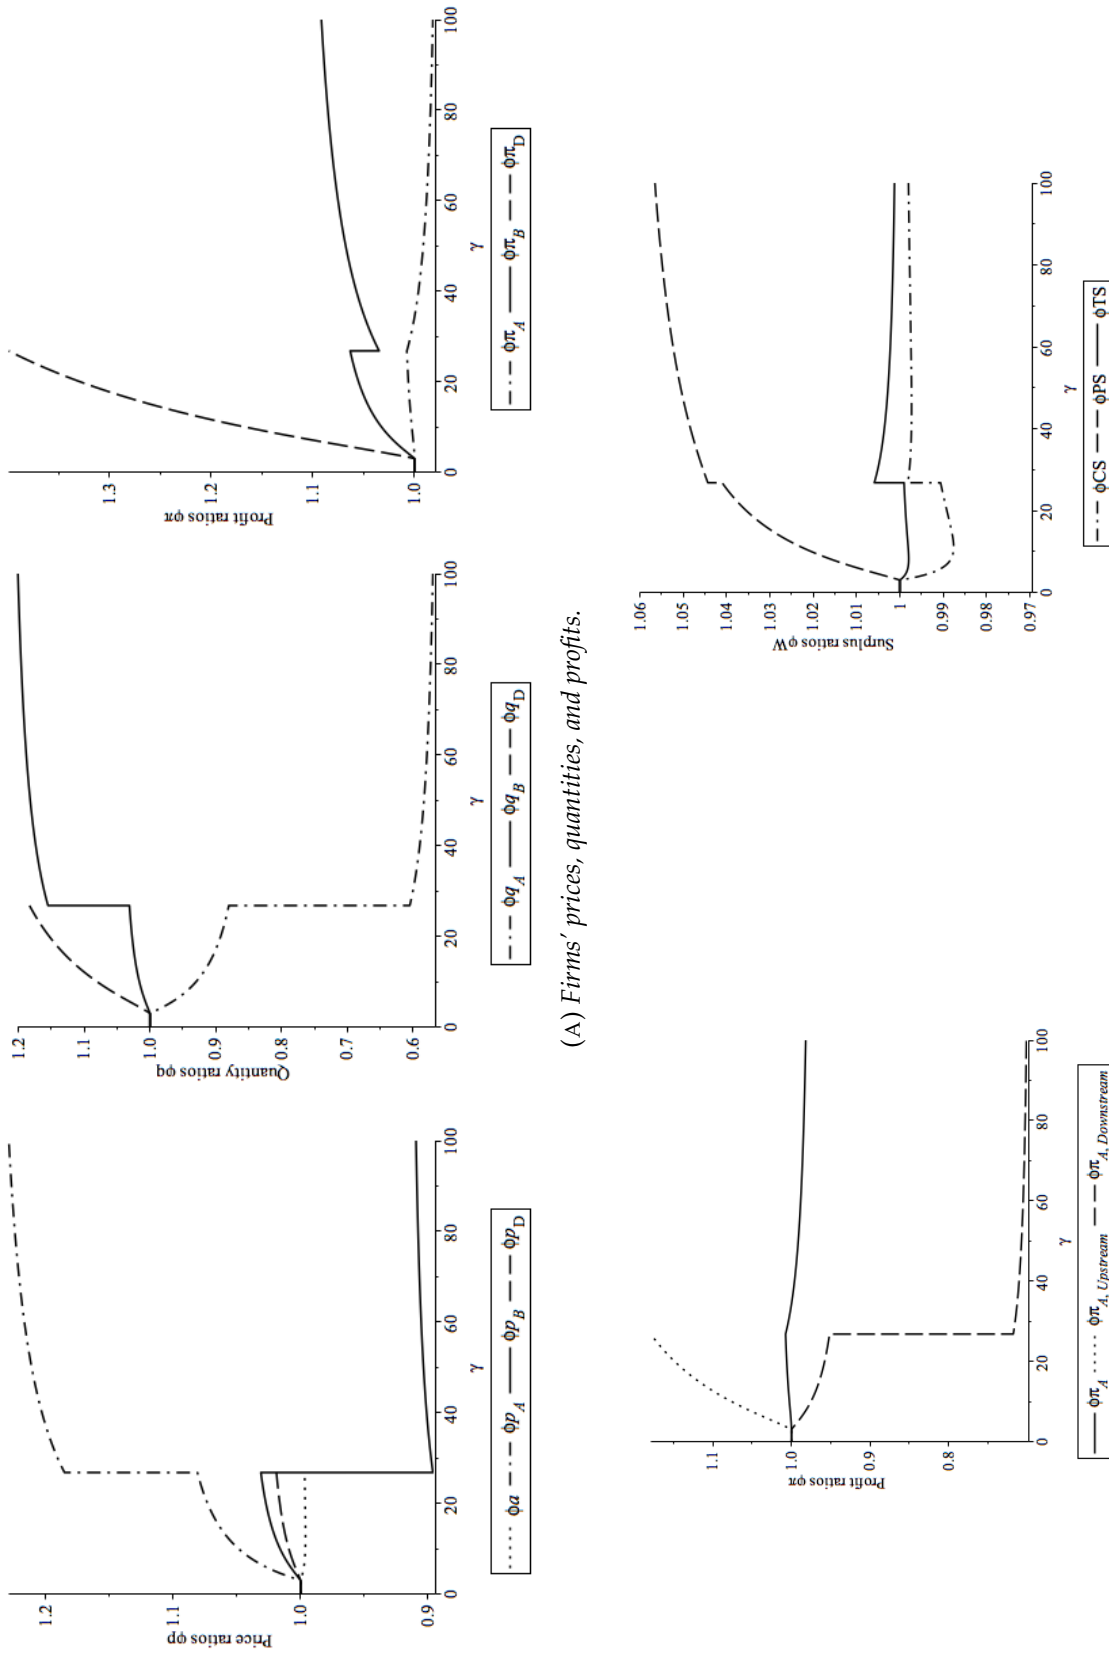 Price ratios φp
1.2
1.1
1.0
0.9
0 20 40 60 80 100
γ
φa φp_A φp_B φp_D
Quantity ratios φq
1.2
1.1
1.0
0.9
0.8
0.7
0.6
0 20 40 60 80 100
γ
φq_A φq_B φq_D
Profit ratios φπ
1.3
1.2
1.1
1.0
0 20 40 60 80 100
γ
φπ_A φπ_B φπ_D
(A) Firms' prices, quantities, and profits.
Profit ratios φπ
1.1
1.0
0.9
0.8
0 20 40 60 80 100
γ
φπ_A φπ_A, Upstream φπ_A, Downstream
Surplus ratios φW
1.06
1.05
1.04
1.03
1.02
1.01
1
0.99
0.98
0.97
0 20 40 60 80 100
γ
φCS φPS φTS